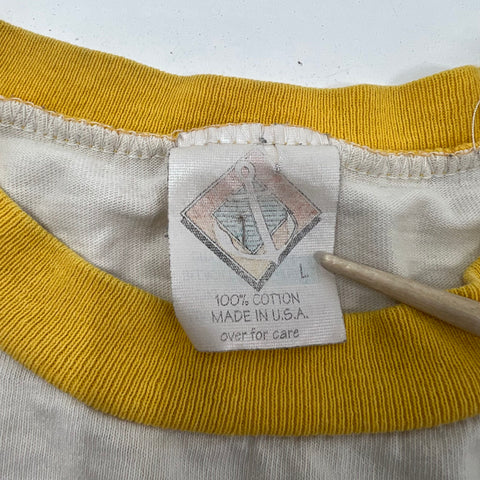 L
100% COTTON
MADE IN U.S.A.
over for care